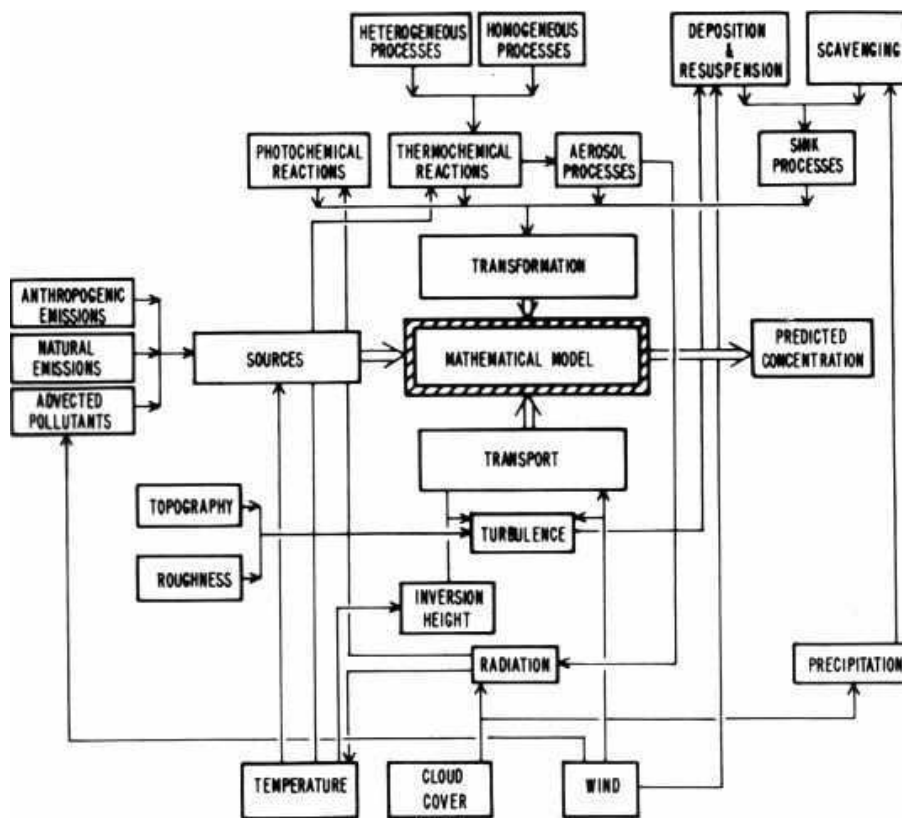 HETEROGENEOUS
PROCESSES
HOMOGENEOUS
PROCESSES
DEPOSITION
&
RESUSPENSION
SCAVENGING
PHOTOCHEMICAL
REACTIONS
THERMOCHEMICAL
REACTIONS
AEROSOL
PROCESSES
SINK
PROCESSES
TRANSFORMATION
ANTHROPOGENIC
EMISSIONS
NATURAL
EMISSIONS
ADVECTED
POLLUTANTS
SOURCES
MATHEMATICAL MODEL
PREDICTED
CONCENTRATION
TRANSPORT
TOPOGRAPHY
TURBULENCE
ROUGHNESS
INVERSION
HEIGHT
RADIATION
PRECIPITATION
TEMPERATURE
CLOUD
COVER
WIND